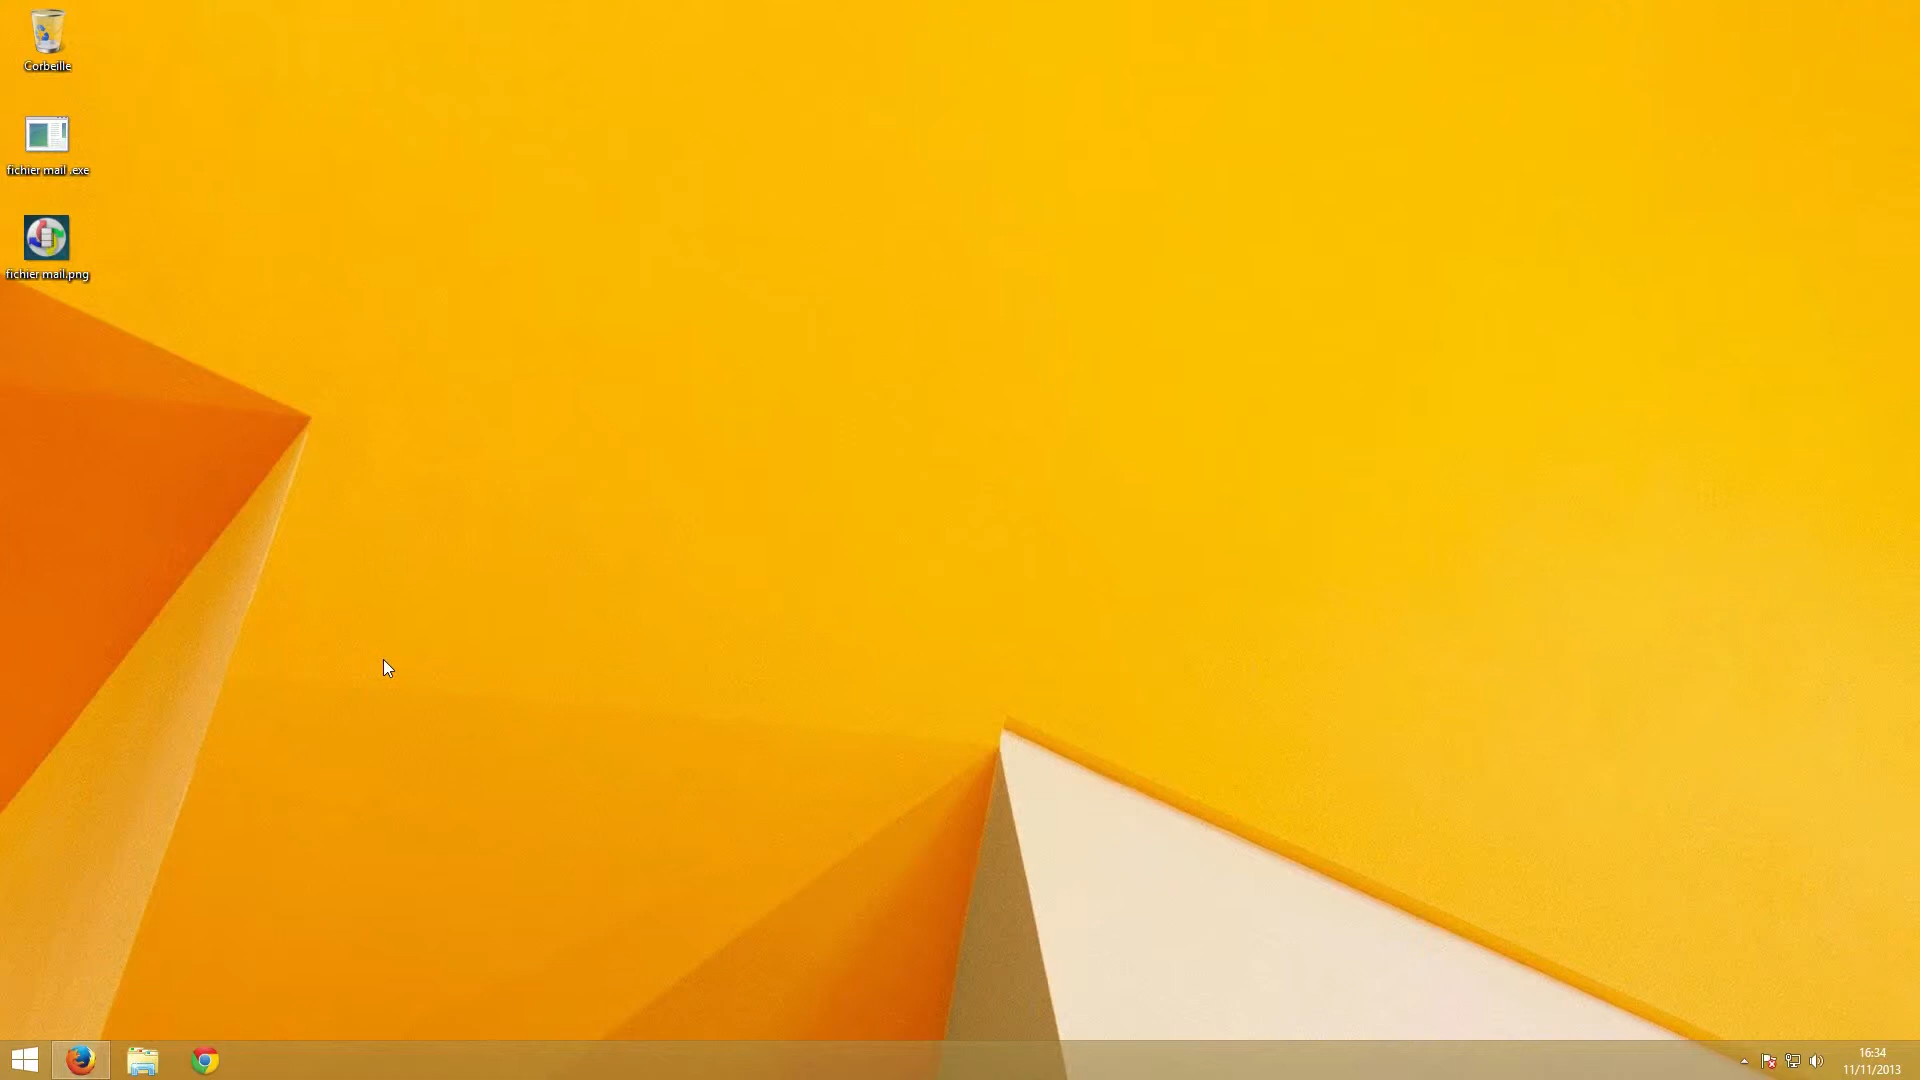 Corbeille
fichier mail .exe
fichier mail.png
16:34
11/11/2013